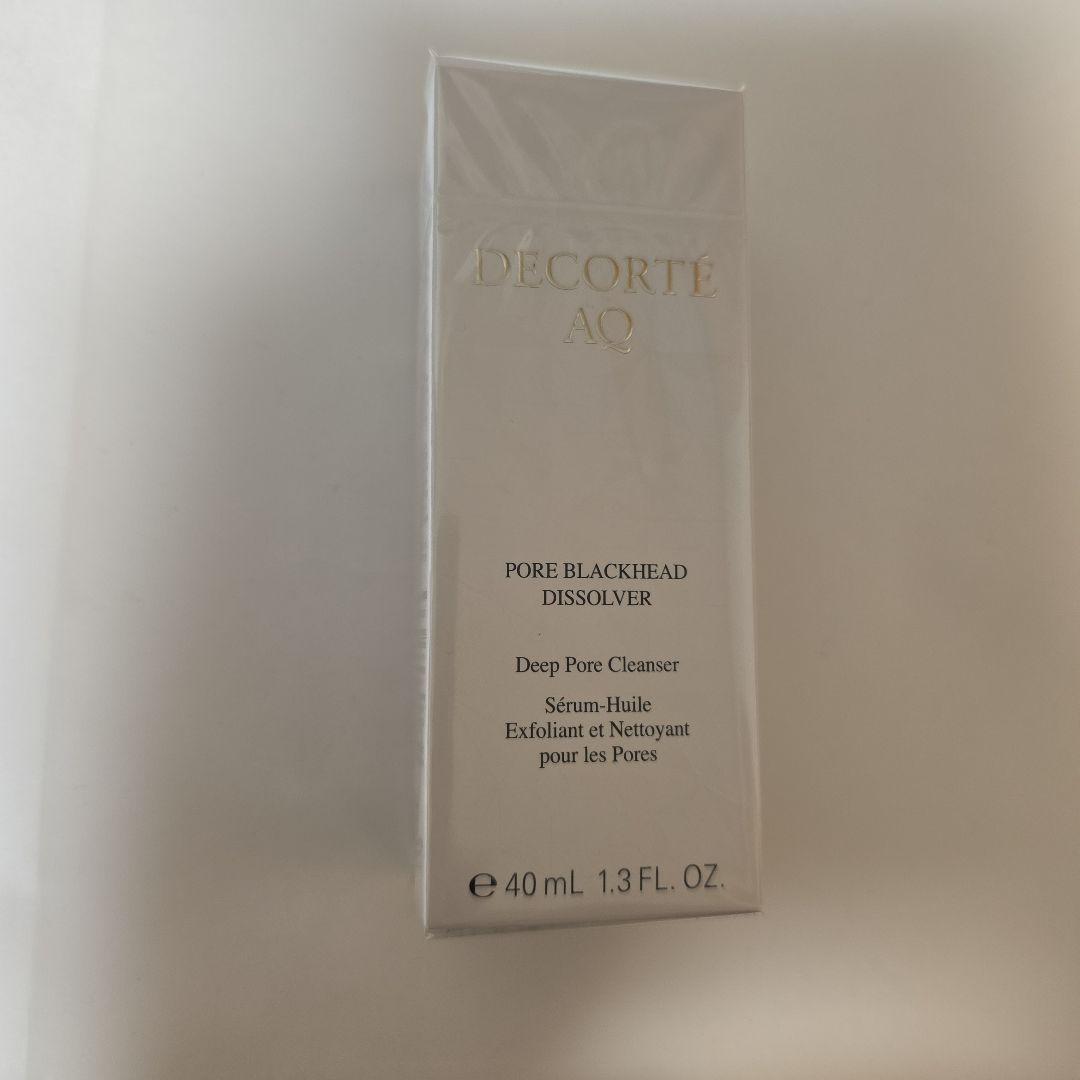 DECORTÉ
AQ
PORE BLACKHEAD
DISSOLVER
Deep Pore Cleanser
Sérum-Huile
Exfoliant et Nettoyant
pour les Pores
℮ 40 mL 1.3 FL. OZ.